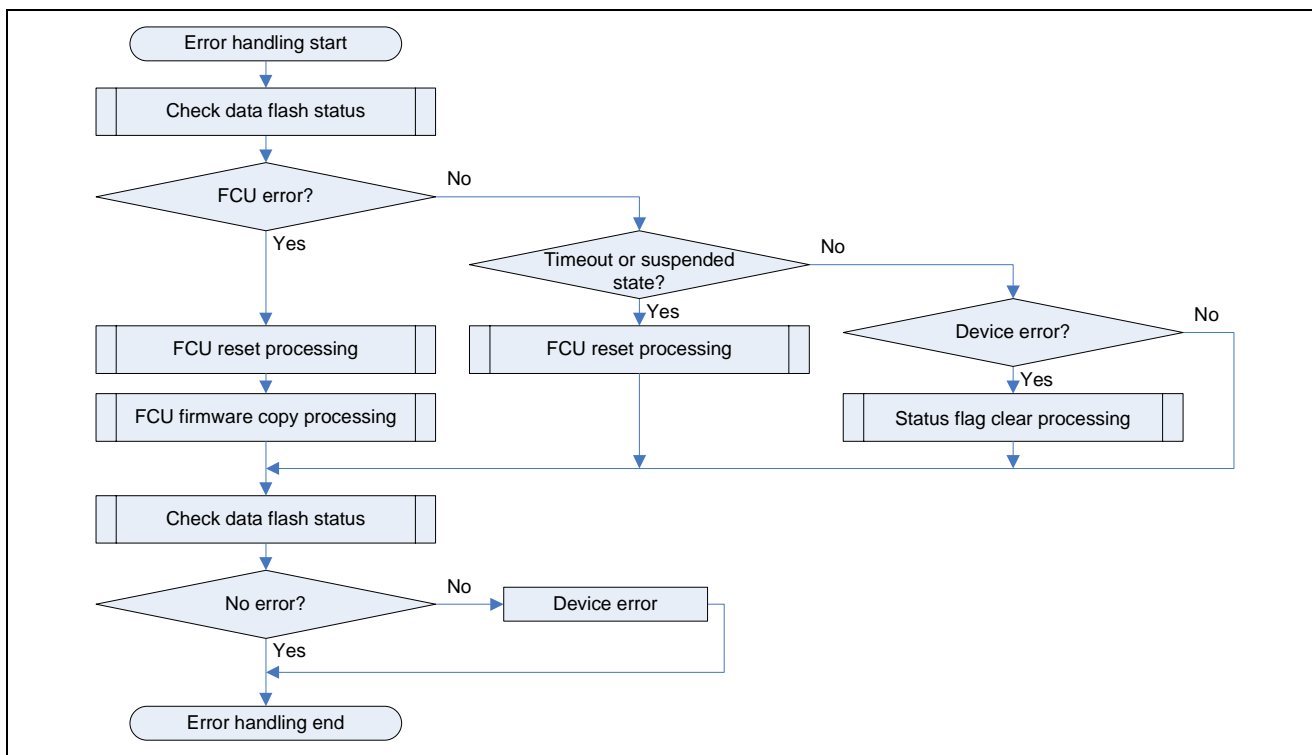 Error handling start
Check data flash status
FCU error?
No
Yes
Timeout or suspended
state?
No
Yes
Device error?
No
Yes
FCU reset processing
FCU reset processing
FCU firmware copy processing
Status flag clear processing
Check data flash status
No error?
No
Device error
Yes
Error handling end